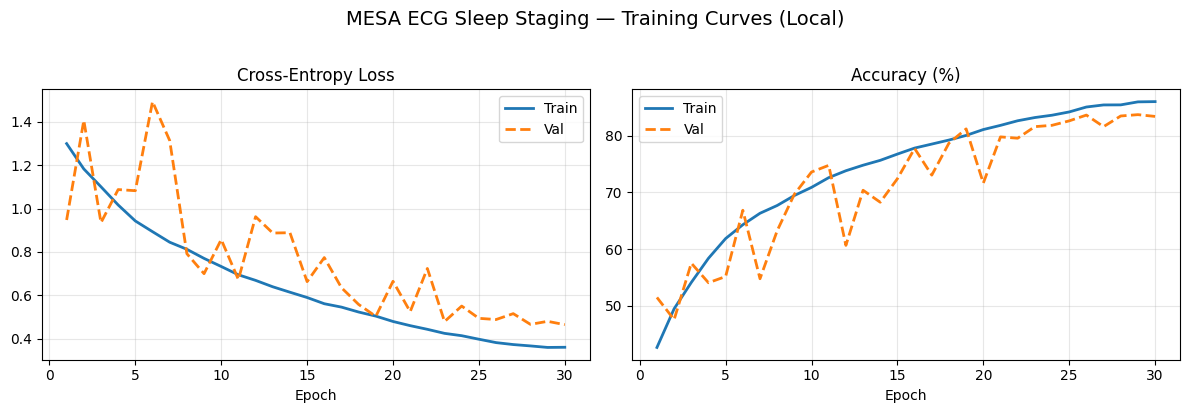 MESA ECG Sleep Staging — Training Curves (Local)
Cross-Entropy Loss
Train
Val
1.4
1.2
1.0
0.8
0.6
0.4
0 5 10 15 20 25 30
Epoch
Accuracy (%)
Train
Val
80
70
60
50
0 5 10 15 20 25 30
Epoch